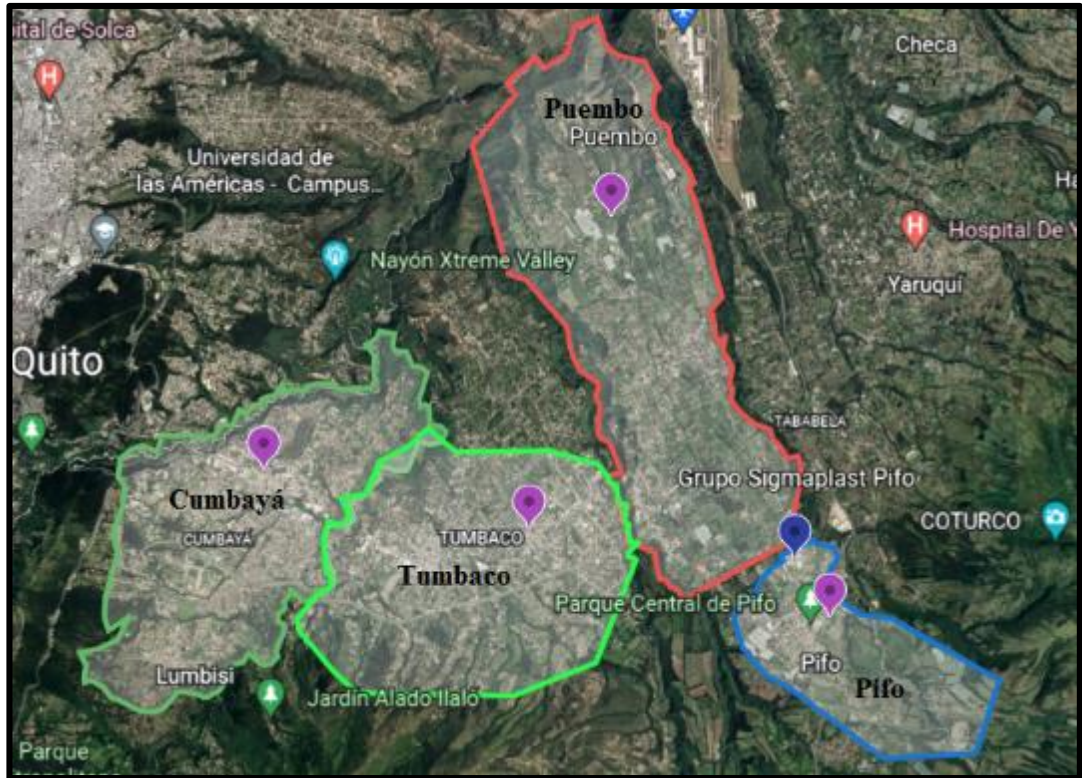 ital de Solca
Checa
Puembo
Puembo
Universidad de
las Américas - Campus...
Ha
Hospital De Y
Nayón Xtreme Valley
Yaruquí
Quito
TABABELA
Grupo Sigmaplast Pifo
Cumbayá
COTURCO
CUMBAYÁ
TUMBACO
Tumbaco
Parque Central de Pifo
Lumbisi
Pifo
Pifo
Jardín Alado Ilaló
Parque